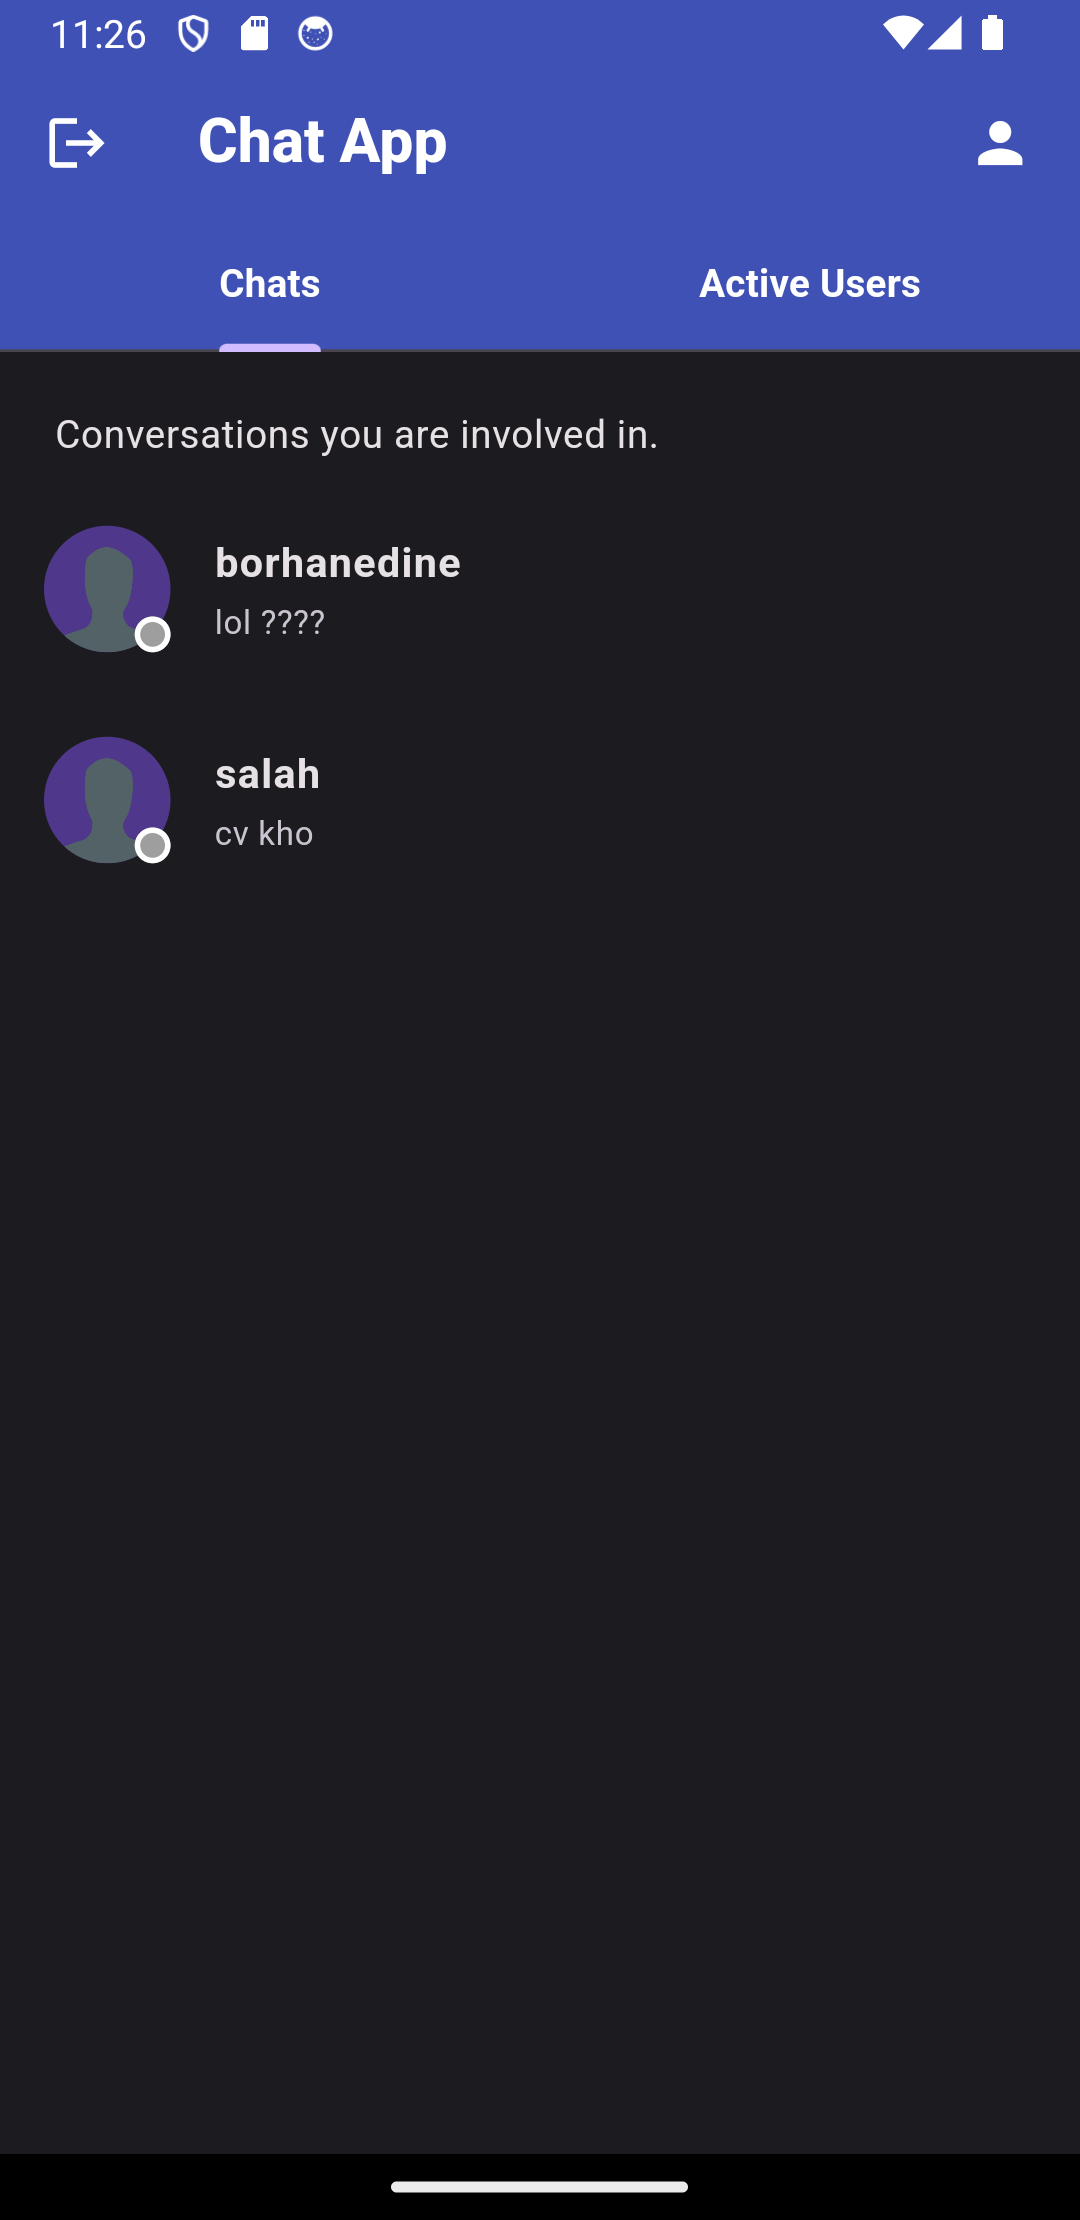 11:26
Chat App
Chats
Active Users
Conversations you are involved in.
borhanedine
lol ????
salah
cv kho